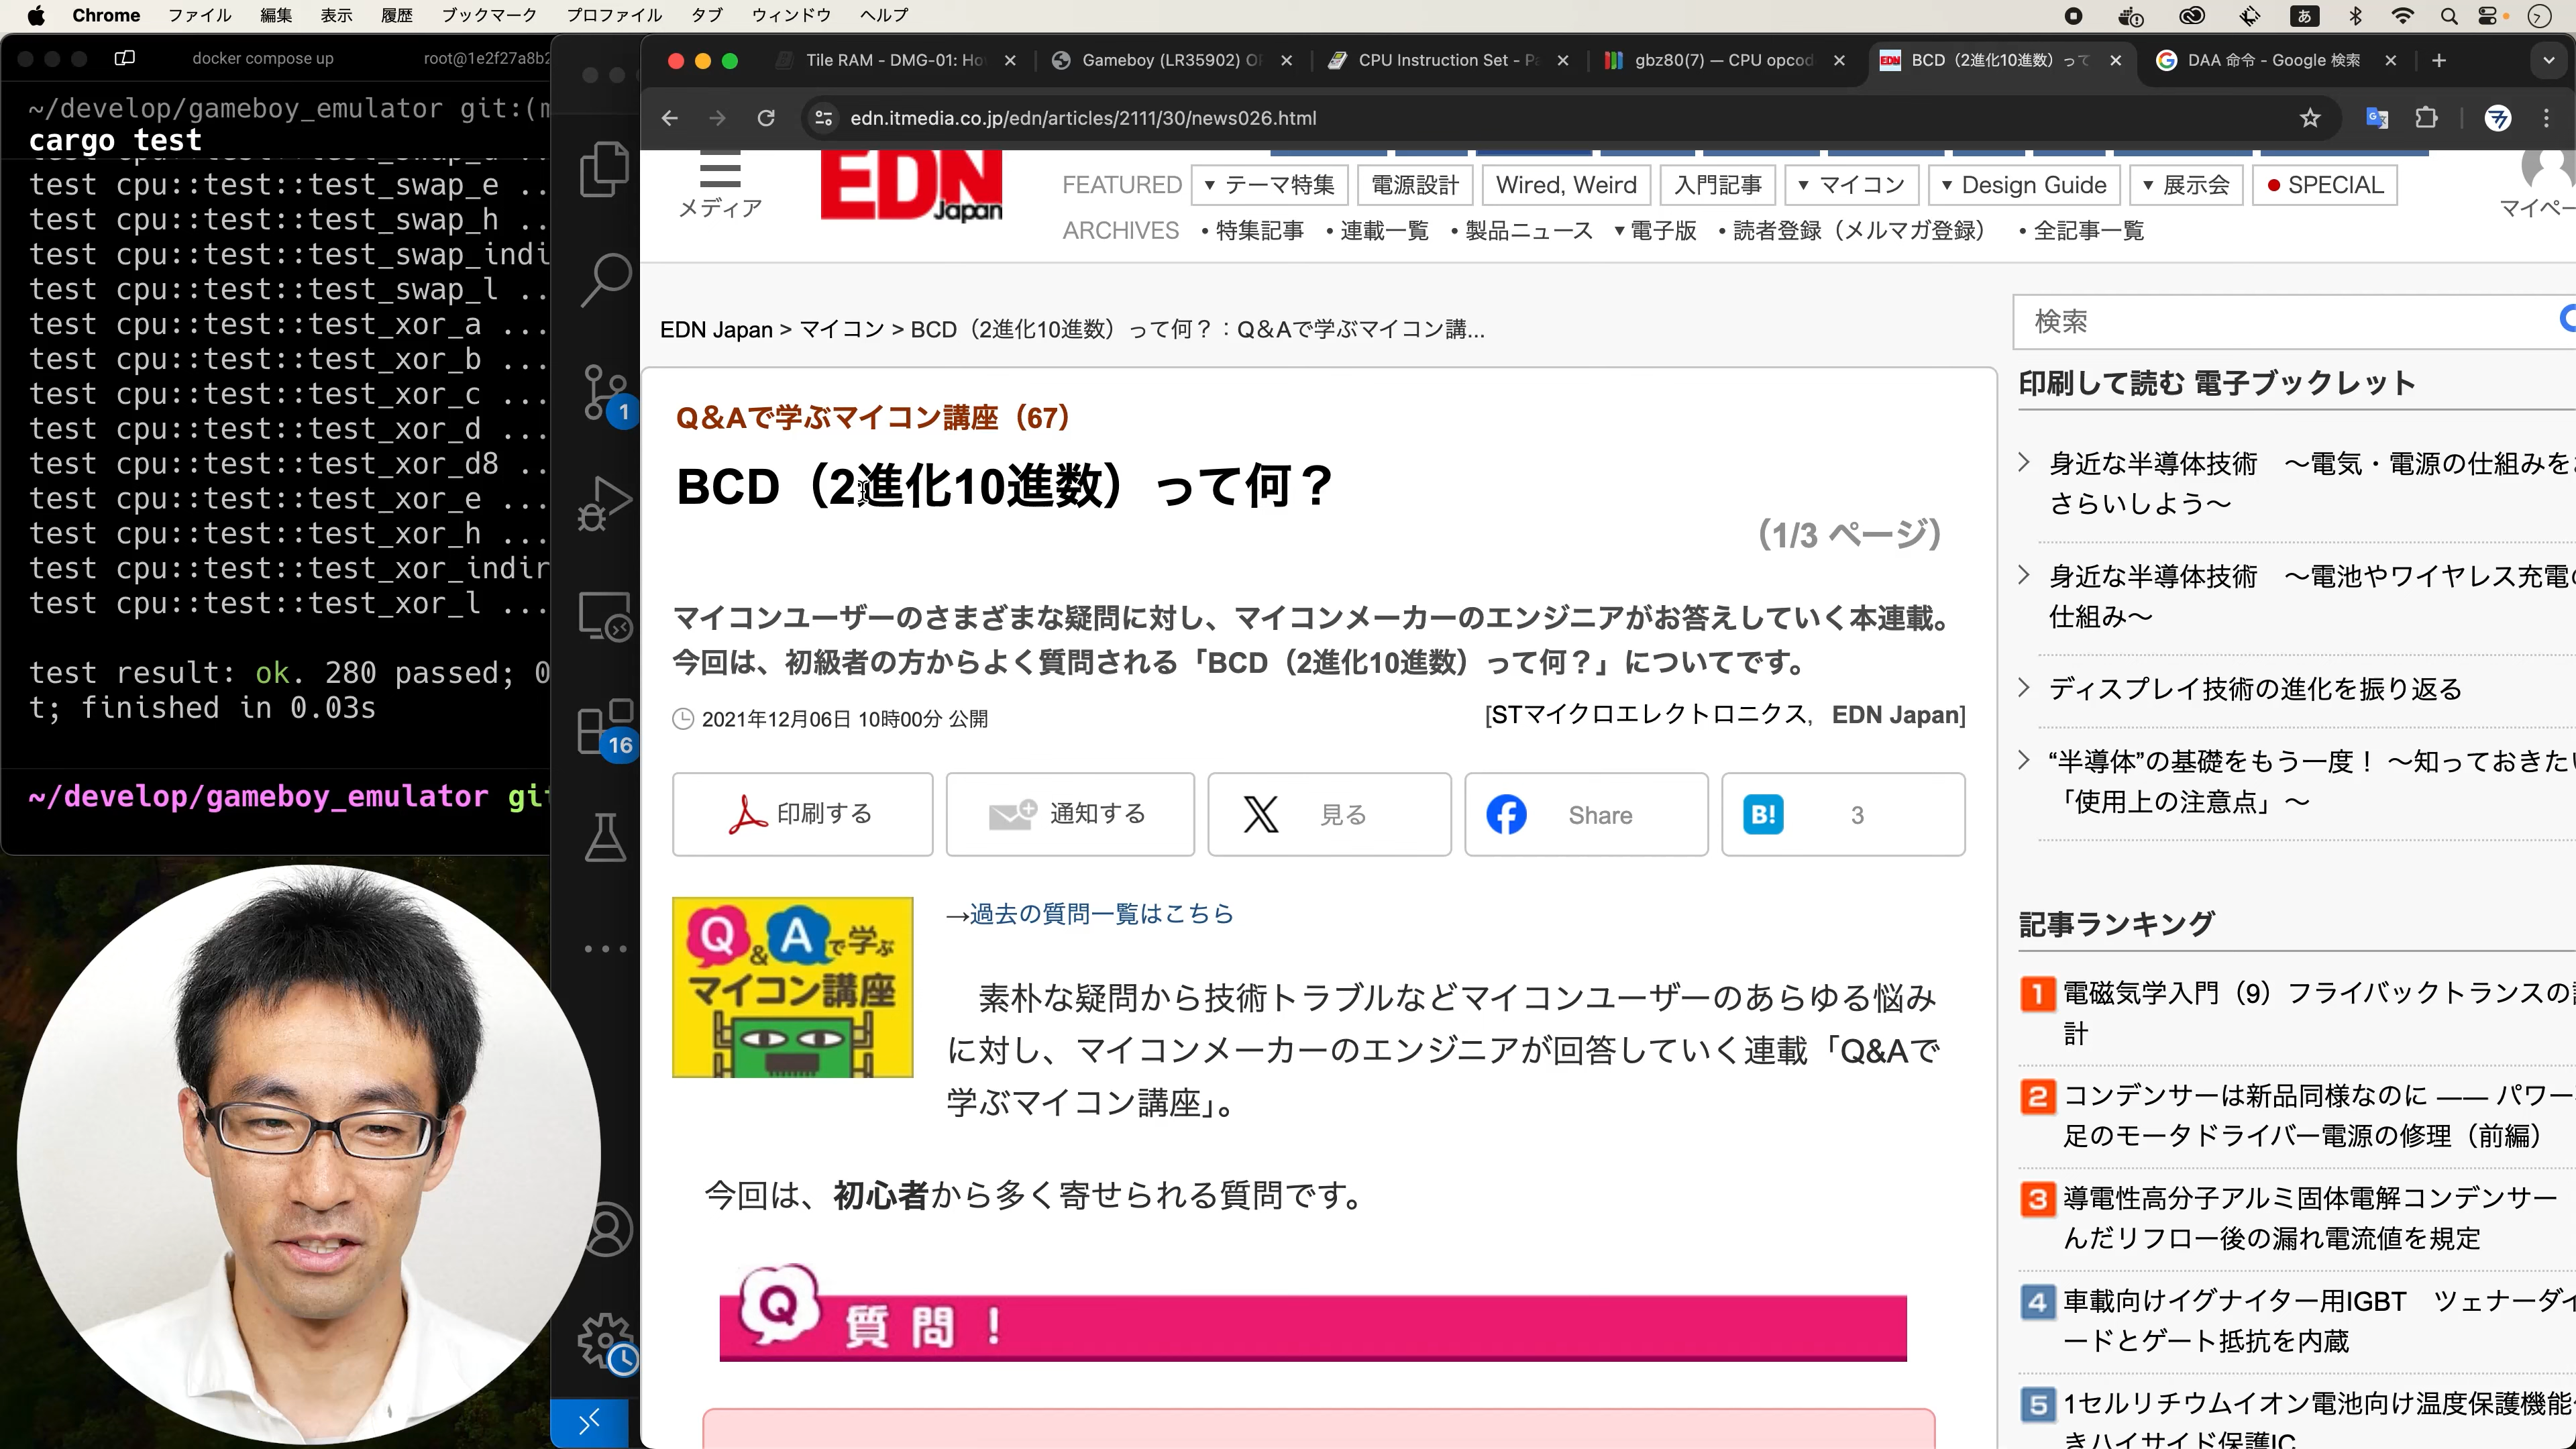 Chrome ファイル 編集 表示 履歴 ブックマーク プロファイル タブ ウィンドウ ヘルプ あ
docker compose up root@1e2f27a8b2
~/develop/gameboy_emulator git:(m
cargo test
test cpu::test::test_swap_e ..
test cpu::test::test_swap_h ..
test cpu::test::test_swap_indi
test cpu::test::test_swap_l ..
test cpu::test::test_xor_a ...
test cpu::test::test_xor_b ...
test cpu::test::test_xor_c ...
test cpu::test::test_xor_d ...
test cpu::test::test_xor_d8 ..
test cpu::test::test_xor_e ...
test cpu::test::test_xor_h ...
test cpu::test::test_xor_indir
test cpu::test::test_xor_l ...
test result: ok. 280 passed; 0
t; finished in 0.03s
~/develop/gameboy_emulator git
1
16
Tile RAM - DMG-01: Ho Gameboy (LR35902) O CPU Instruction Set - P gbz80(7) — CPU opcod EDN BCD（2進化10進数）って DAA 命令 - Google 検索
edn.itmedia.co.jp/edn/articles/2111/30/news026.html
メディア
EDN Japan
FEATURED ▼ テーマ特集 電源設計 Wired, Weird 入門記事 ▼ マイコン ▼ Design Guide ▼ 展示会 ● SPECIAL
マイペー
ARCHIVES • 特集記事 • 連載一覧 • 製品ニュース ▼電子版 • 読者登録（メルマガ登録） • 全記事一覧
EDN Japan > マイコン > BCD（2進化10進数）って何？：Q＆Aで学ぶマイコン講...
Q＆Aで学ぶマイコン講座（67）
BCD（2進化10進数）って何？
（1/3 ページ）
マイコンユーザーのさまざまな疑問に対し、マイコンメーカーのエンジニアがお答えしていく本連載。
今回は、初級者の方からよく質問される「BCD（2進化10進数）って何？」についてです。
2021年12月06日 10時00分 公開
[STマイクロエレクトロニクス, EDN Japan]
印刷する 通知する 見る Share B! 3
Q&Aで学ぶ
マイコン講座
→過去の質問一覧はこちら
素朴な疑問から技術トラブルなどマイコンユーザーのあらゆる悩み
に対し、マイコンメーカーのエンジニアが回答していく連載「Q&Aで
学ぶマイコン講座」。
今回は、初心者から多く寄せられる質問です。
Q 質問！
検索
印刷して読む 電子ブックレット
身近な半導体技術 〜電気・電源の仕組みを
さらいしよう〜
身近な半導体技術 〜電池やワイヤレス充電
仕組み〜
ディスプレイ技術の進化を振り返る
“半導体”の基礎をもう一度！ 〜知っておきた
「使用上の注意点」〜
記事ランキング
1 電磁気学入門（9）フライバックトランスの
計
2 コンデンサーは新品同様なのに —— パワー
足のモータドライバー電源の修理（前編）
3 導電性高分子アルミ固体電解コンデンサー
んだリフロー後の漏れ電流値を規定
4 車載向けイグナイター用IGBT ツェナーダイ
ードとゲート抵抗を内蔵
5 1セルリチウムイオン電池向け温度保護機能
きハイサイド保護IC